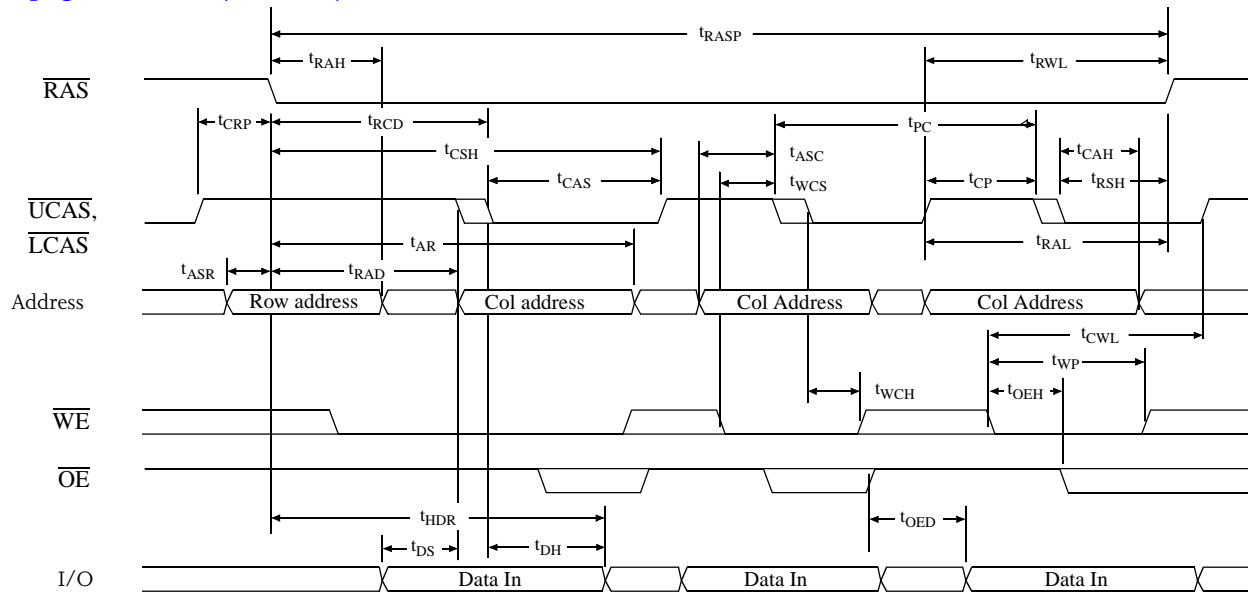 tRASP
tRAH
tRWL
RAS
tCRP
tRCD
tPC
tCSH
tASC
tCAH
tCAS
tWCS
tCP
tRSH
UCAS,
LCAS
tAR
tRAL
tASR
tRAD
Address
Row address
Col address
Col Address
Col Address
tCWL
tWP
tWCH
tOEH
WE
OE
tHDR
tOED
tDS
tDH
I/O
Data In
Data In
Data In